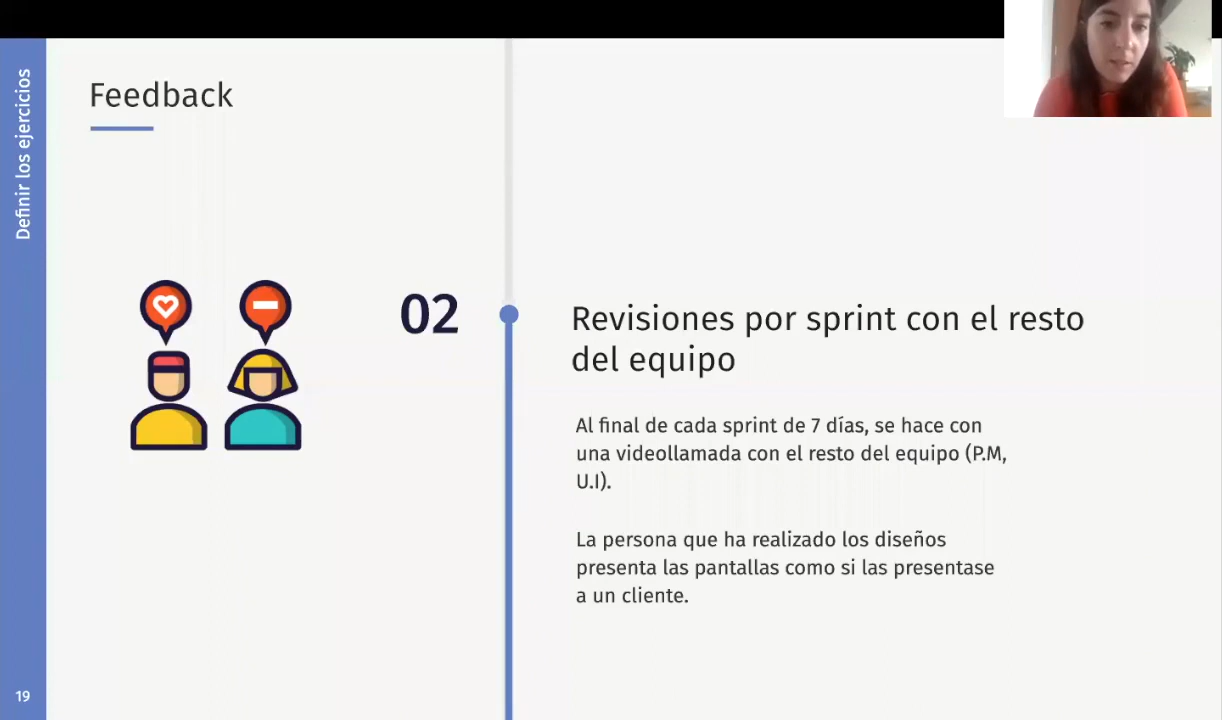 Definir los ejercicios
Feedback
02
Revisiones por sprint con el resto
del equipo
Al final de cada sprint de 7 días, se hace con
una videollamada con el resto del equipo (P.M,
U.I).
La persona que ha realizado los diseños
presenta las pantallas como si las presentase
a un cliente.
19